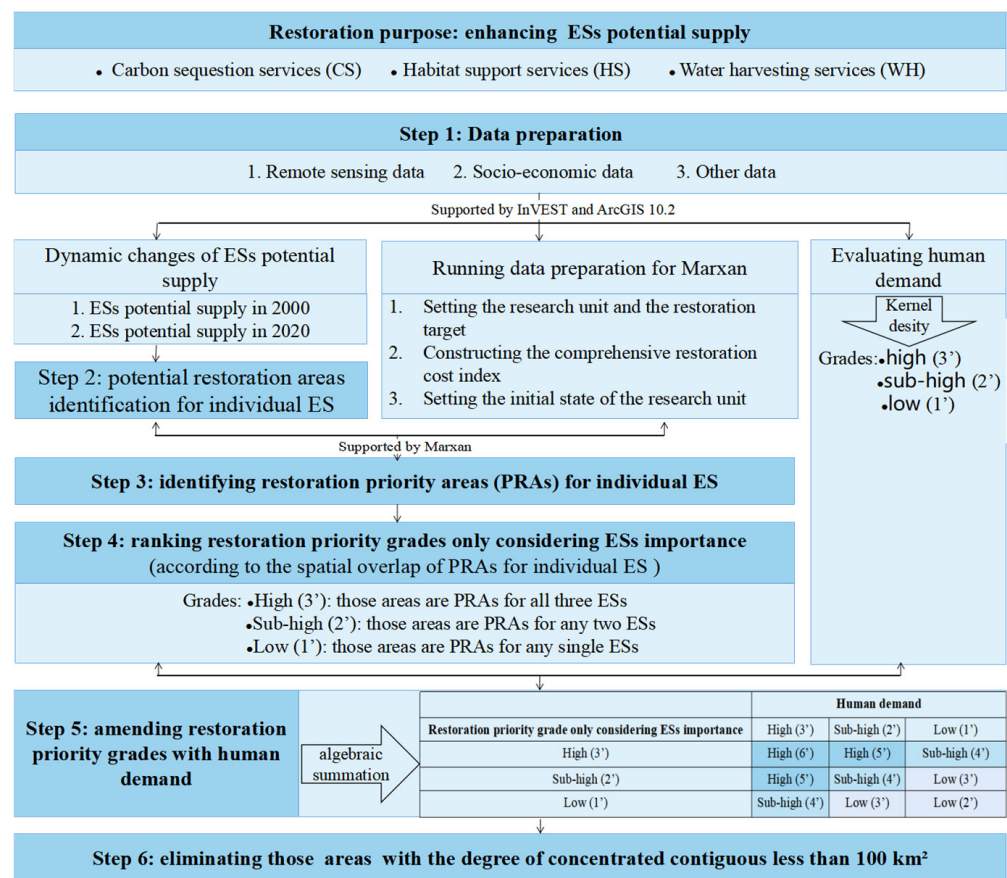 Restoration purpose: enhancing ESs potential supply
• Carbon sequestion services (CS) • Habitat support services (HS) • Water harvesting services (WH)
Step 1: Data preparation
1. Remote sensing data 2. Socio-economic data 3. Other data
Supported by InVEST and ArcGIS 10.2
Dynamic changes of ESs potential
supply
1. ESs potential supply in 2000
2. ESs potential supply in 2020
Step 2: potential restoration areas
identification for individual ES
Running data preparation for Marxan
1. Setting the research unit and the restoration
target
2. Constructing the comprehensive restoration
cost index
3. Setting the initial state of the research unit
Evaluating human
demand
Kernel
desity
Grades:•high (3’)
•sub-high (2’)
•low (1’)
Supported by Marxan
Step 3: identifying restoration priority areas (PRAs) for individual ES
Step 4: ranking restoration priority grades only considering ESs importance
(according to the spatial overlap of PRAs for individual ES )
Grades: •High (3’): those areas are PRAs for all three ESs
•Sub-high (2’): those areas are PRAs for any two ESs
•Low (1’): those areas are PRAs for any single ESs
Step 5: amending restoration
priority grades with human
demand
algebraic
summation
Human demand
Restoration priority grade only considering ESs importance High (3’) Sub-high (2’) Low (1’)
High (3’) High (6’) High (5’) Sub-high (4’)
Sub-high (2’) High (5’) Sub-high (4’) Low (3’)
Low (1’) Sub-high (4’) Low (3’) Low (2’)
Step 6: eliminating those areas with the degree of concentrated contiguous less than 100 km²